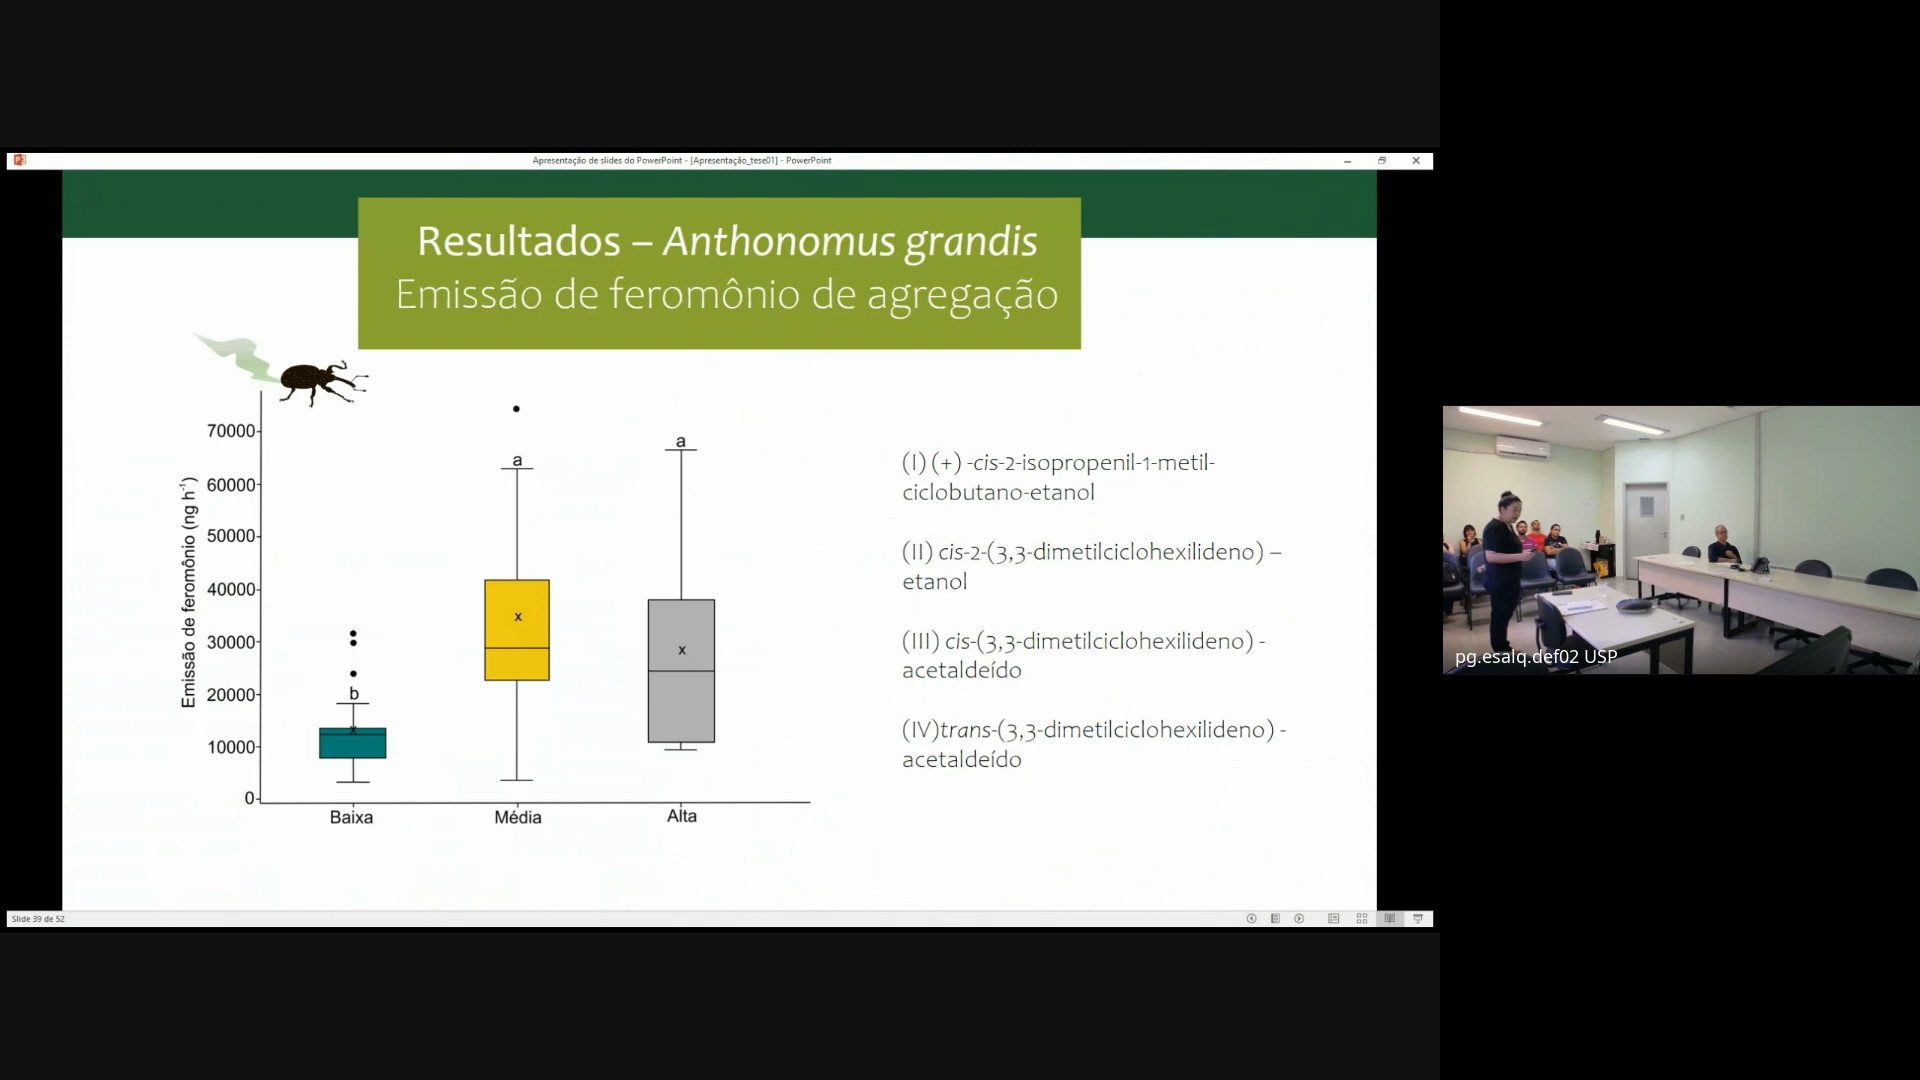 Apresentação de slides do PowerPoint - [Apresentação_tese01] - PowerPoint
Resultados – Anthonomus grandis
Emissão de feromônio de agregação
Emissão de feromônio (ng h⁻¹)
70000
60000
50000
40000
30000
20000
10000
0
b
x
a
x
a
x
Baixa
Média
Alta
(I) (+) -cis-2-isopropenil-1-metil-
ciclobutano-etanol
(II) cis-2-(3,3-dimetilciclohexilideno) –
etanol
(III) cis-(3,3-dimetilciclohexilideno) -
acetaldeído
(IV)trans-(3,3-dimetilciclohexilideno) -
acetaldeído
Slide 39 de 52
pg.esalq.def02 USP